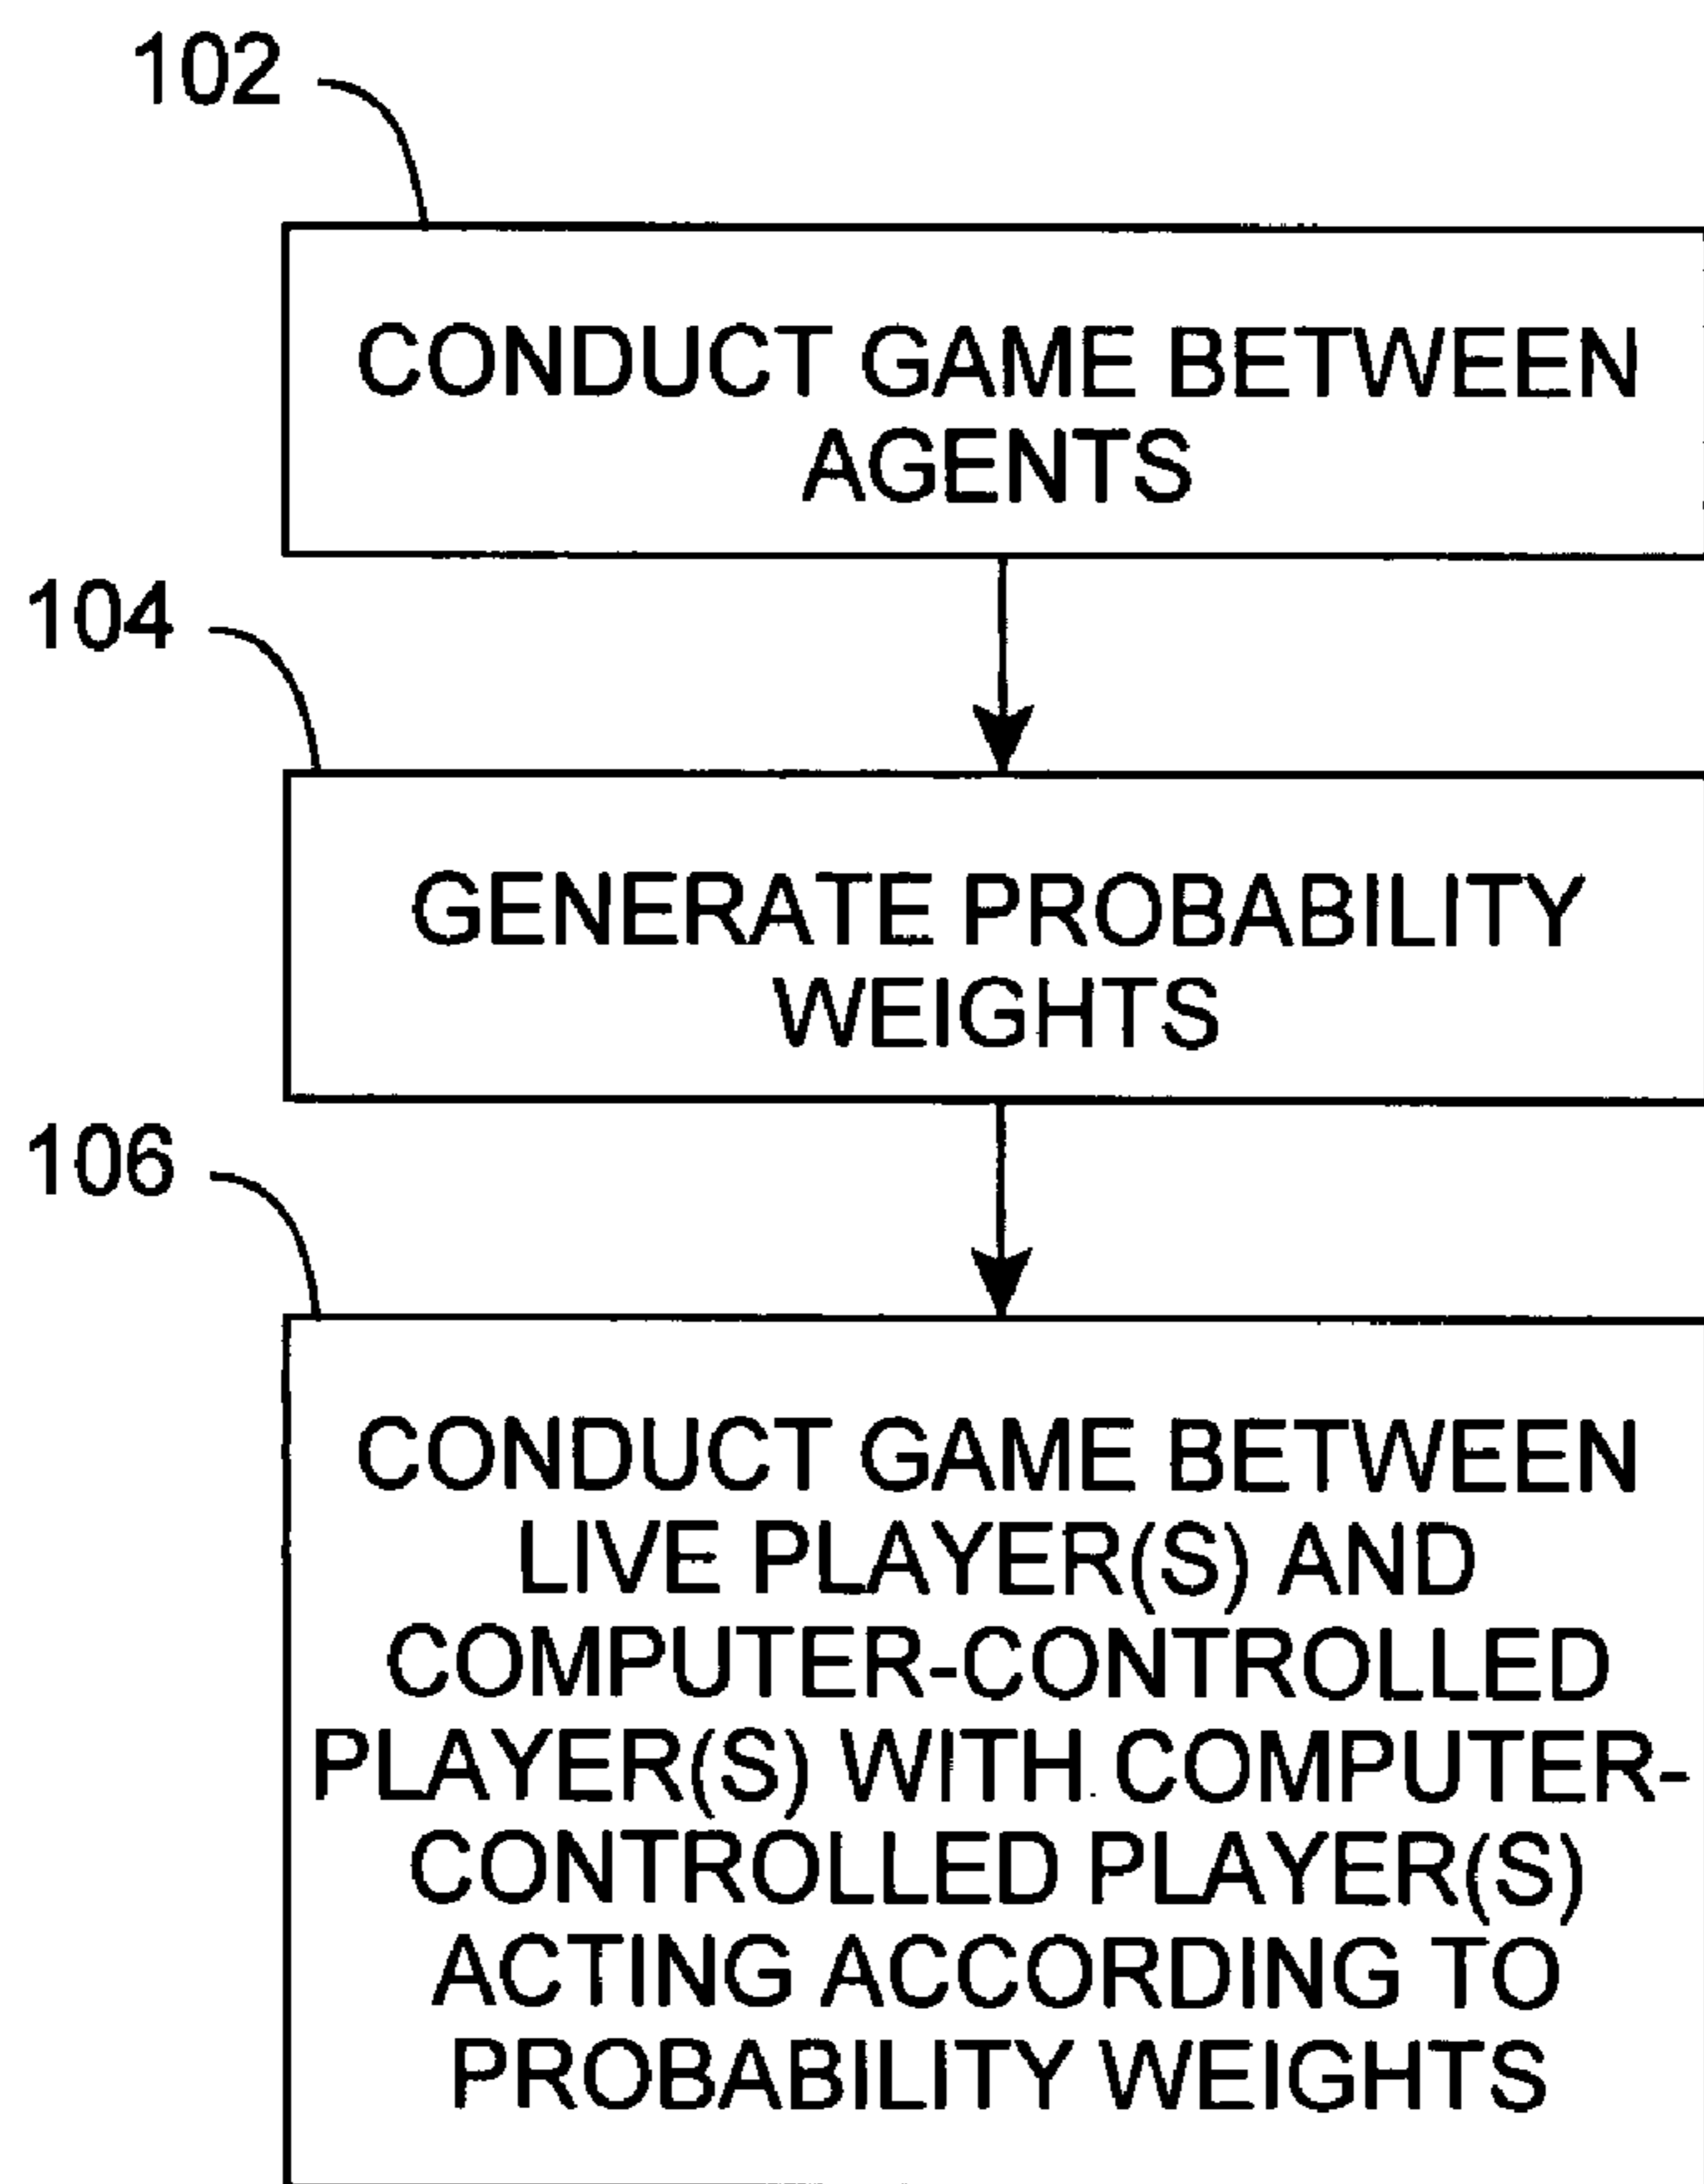 102
CONDUCT GAME BETWEEN
AGENTS
104
GENERATE PROBABILITY
WEIGHTS
106
CONDUCT GAME BETWEEN
LIVE PLAYER(S) AND
COMPUTER-CONTROLLED
PLAYER(S) WITH COMPUTER-
CONTROLLED PLAYER(S)
ACTING ACCORDING TO
PROBABILITY WEIGHTS